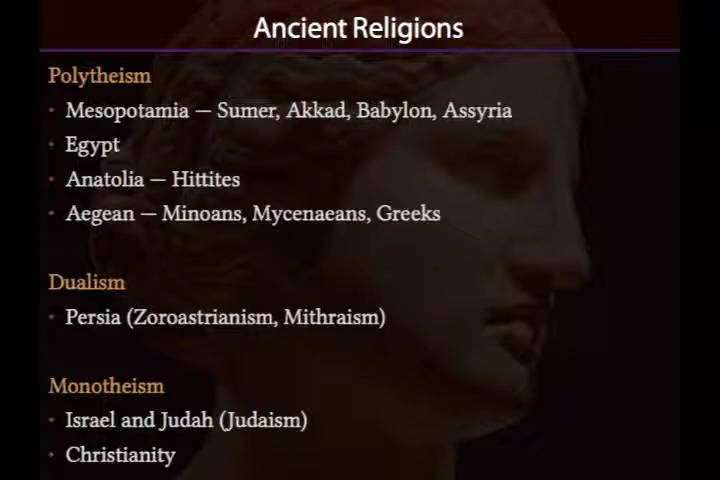 Ancient Religions
Polytheism
• Mesopotamia — Sumer, Akkad, Babylon, Assyria
• Egypt
• Anatolia — Hittites
• Aegean — Minoans, Mycenaeans, Greeks
Dualism
• Persia (Zoroastrianism, Mithraism)
Monotheism
• Israel and Judah (Judaism)
• Christianity